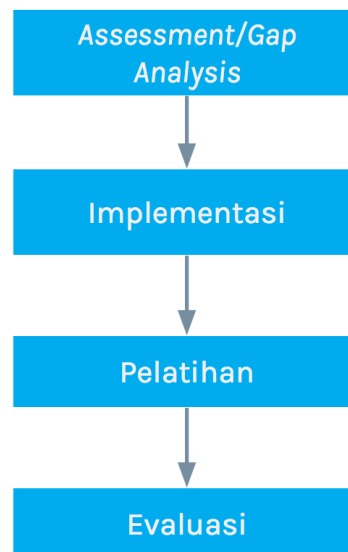 Assessment/Gap
Analysis
Implementasi
Pelatihan
Evaluasi